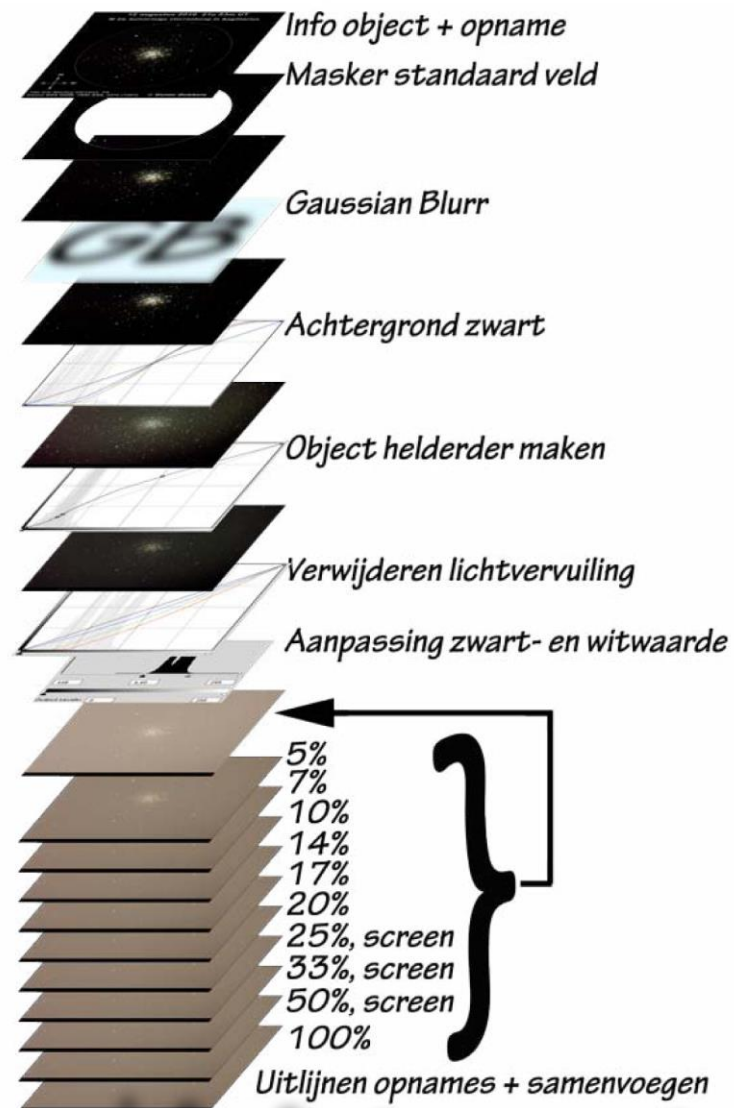 Info object + opname
Masker standaard veld
Gaussian Blurr
GB
Achtergrond zwart
Object helderder maken
Verwijderen lichtvervuiling
Aanpassing zwart- en witwaarde
5%
7%
10%
14%
17%
20%
25%, screen
33%, screen
50%, screen
100%
Uitlijnen opnames + samenvoegen